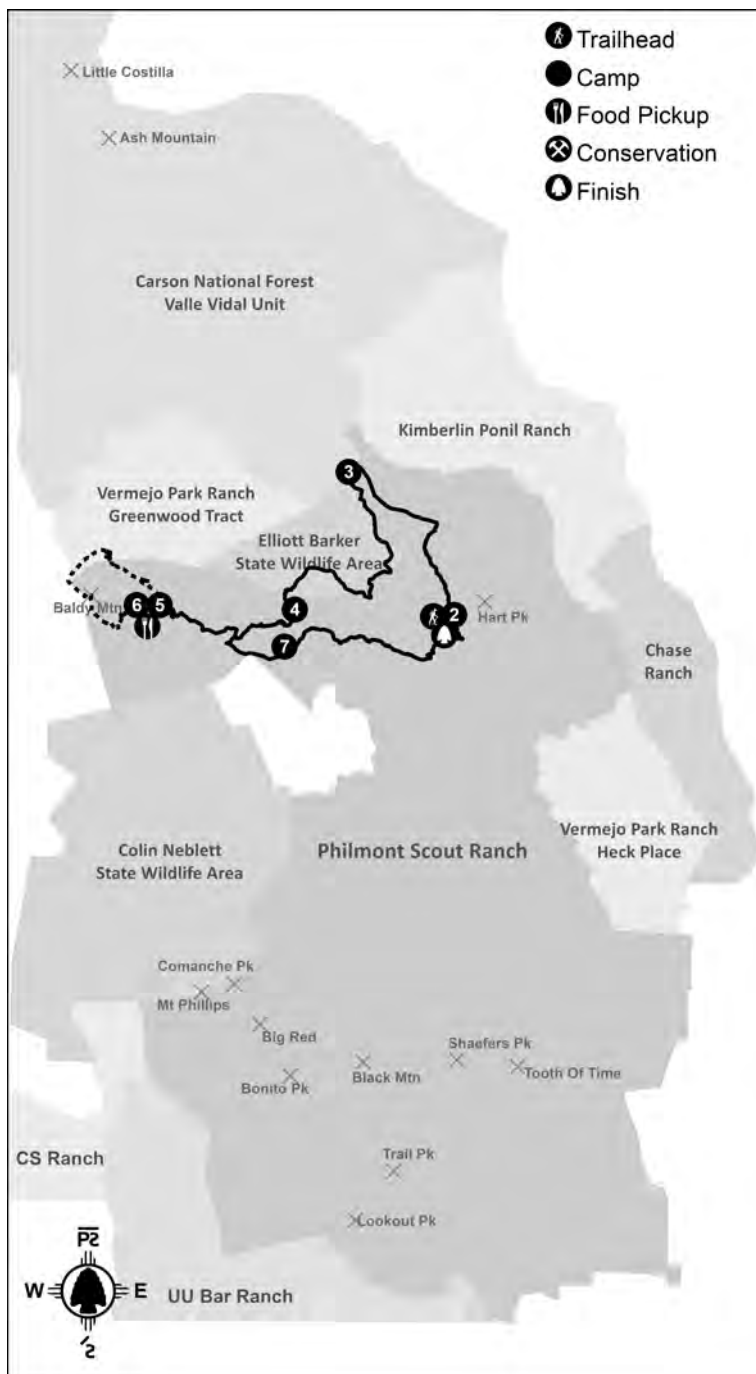 Trailhead
Camp
Food Pickup
Conservation
Finish
Little Costilla
Ash Mountain
Carson National Forest
Valle Vidal Unit
Kimberlin Ponil Ranch
3
Vermejo Park Ranch
Greenwood Tract
Elliott Barker
State Wildlife Area
Baldy Mtn
6
5
4
2
Hart Pk
7
Chase
Ranch
Vermejo Park Ranch
Heck Place
Colin Neblett
State Wildlife Area
Philmont Scout Ranch
Comanche Pk
Mt Phillips
Big Red
Bonito Pk
Black Mtn
Shaefers Pk
Tooth Of Time
Trail Pk
CS Ranch
Lookout Pk
W
E
UU Bar Ranch